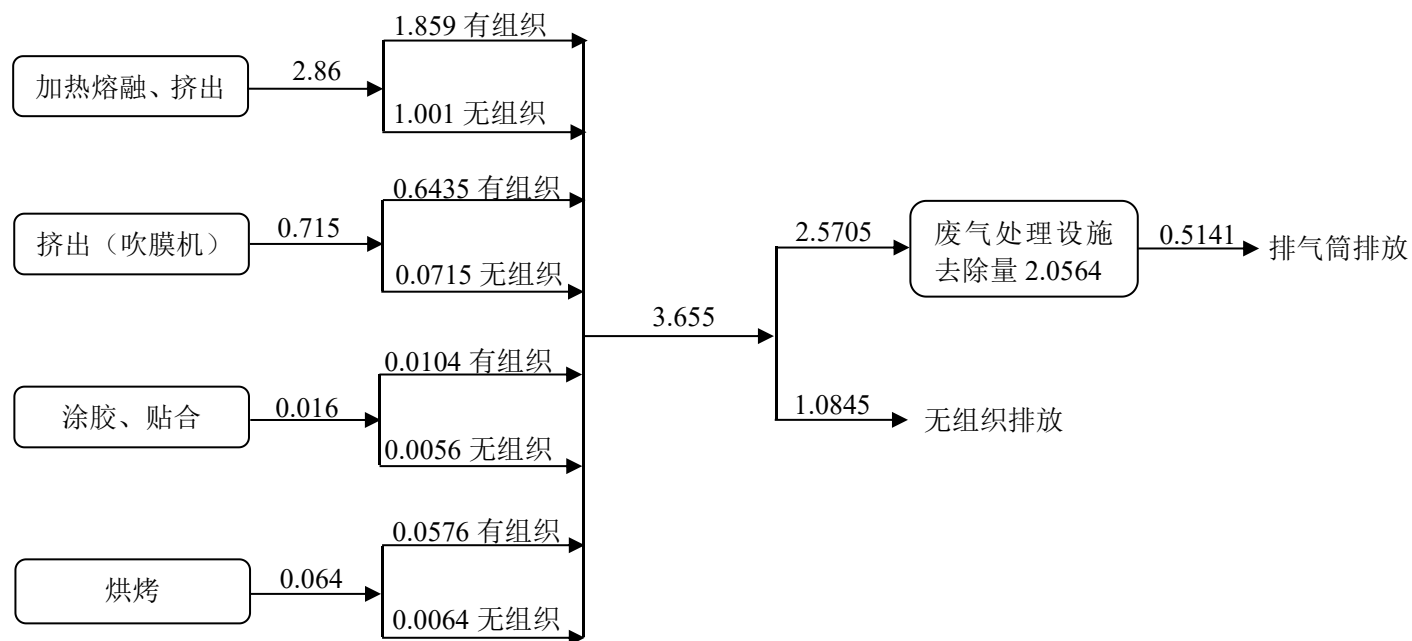 1.859 有组织
加热熔融、挤出
2.86
1.001 无组织
0.6435 有组织
挤出（吹膜机）
0.715
0.0715 无组织
0.0104 有组织
涂胶、贴合
0.016
0.0056 无组织
0.0576 有组织
烘烤
0.064
0.0064 无组织
3.655
2.5705
废气处理设施
去除量 2.0564
0.5141
排气筒排放
1.0845
无组织排放